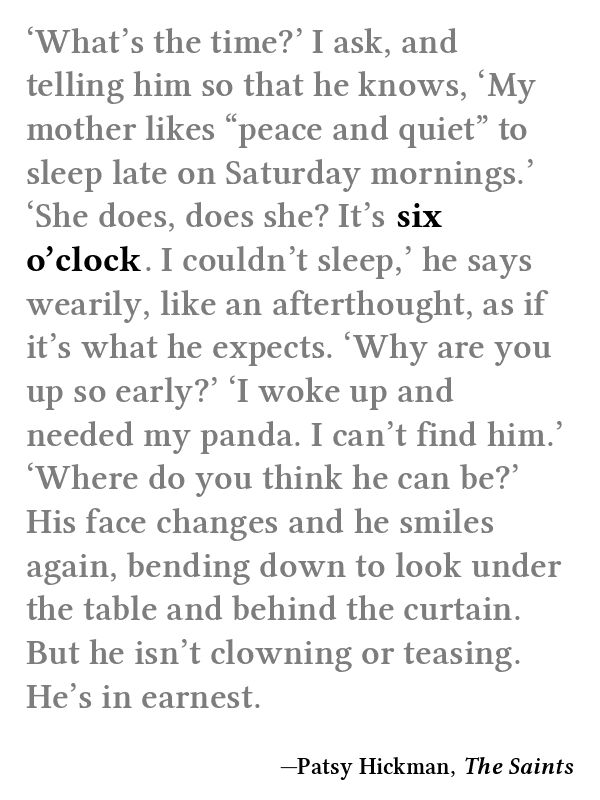 ‘What’s the time?’ I ask, and
telling him so that he knows, ‘My
mother likes “peace and quiet” to
sleep late on Saturday mornings.’
‘She does, does she? It’s six
o’clock. I couldn’t sleep,’ he says
wearily, like an afterthought, as if
it’s what he expects. ‘Why are you
up so early?’ ‘I woke up and
needed my panda. I can’t find him.’
‘Where do you think he can be?’
His face changes and he smiles
again, bending down to look under
the table and behind the curtain.
But he isn’t clowning or teasing.
He’s in earnest.
—Patsy Hickman, The Saints